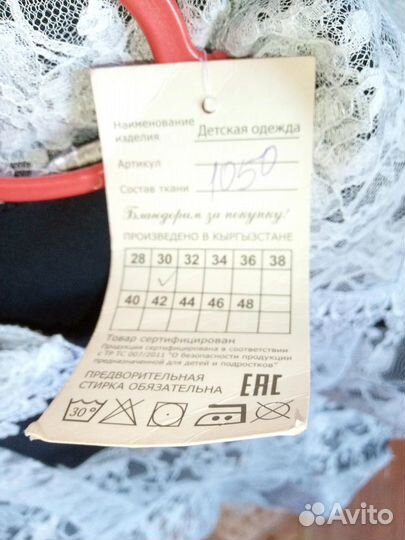 Наименование
изделия Детская одежда
Артикул
Состав ткани 1050
Благодорим за покупку!
ПРОИЗВЕДЕНО В КЫРГЫЗСТАНЕ
28 30 32 34 36 38
40 42 44 46 48
Товар сертифицирован
Продукция сертифицирована в соответствии
с ТР ТС 007/2011 "О безопасности продукции
предназначенной для детей и подростков"
ПРЕДВОРИТЕЛЬНАЯ
СТИРКА ОБЯЗАТЕЛЬНА EAC
30°
Avito